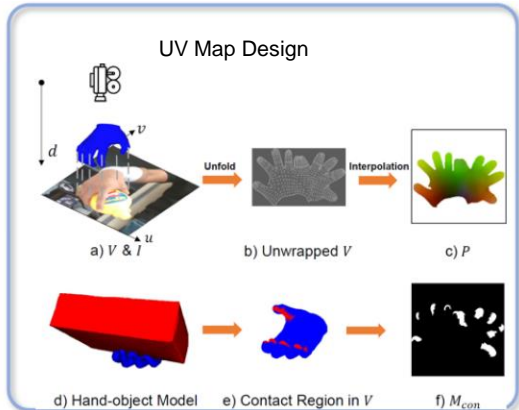 UV Map Design
d
v
u
Unfold
Interpolation
a) V & I
b) Unwrapped V
c) P
d) Hand-object Model
e) Contact Region in V
f) M_con